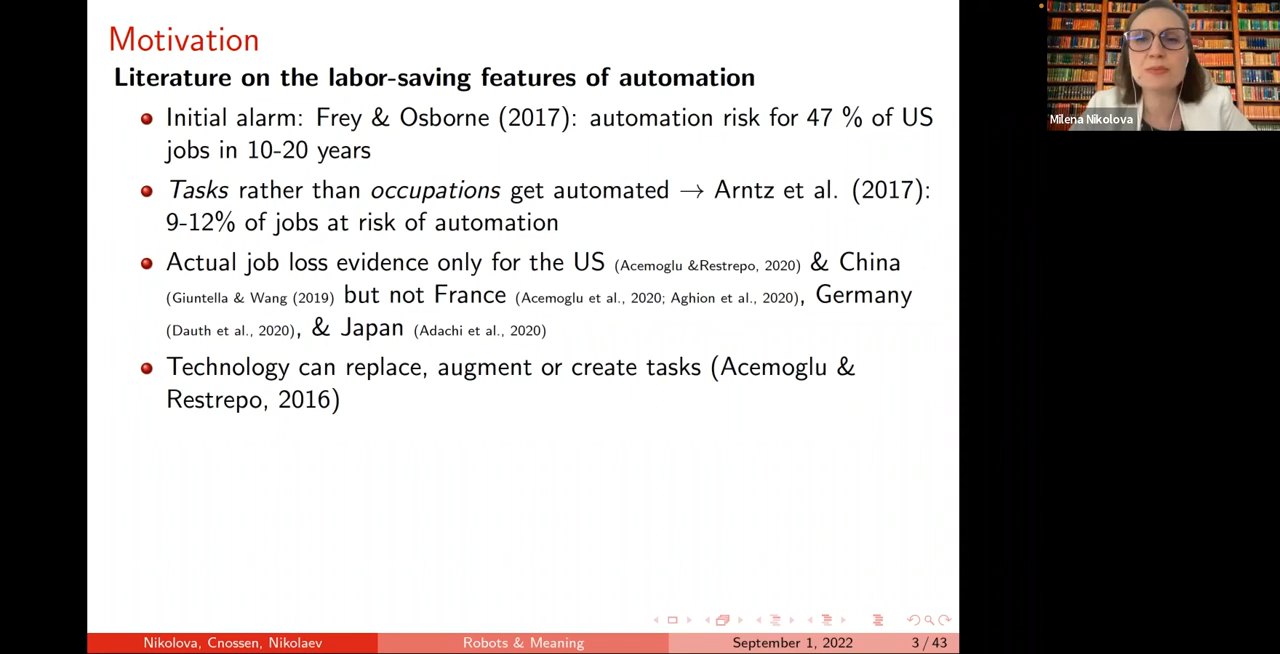 Motivation
Literature on the labor-saving features of automation
Initial alarm: Frey & Osborne (2017): automation risk for 47 % of US
jobs in 10-20 years
Tasks rather than occupations get automated → Arntz et al. (2017):
9-12% of jobs at risk of automation
Actual job loss evidence only for the US (Acemoglu &Restrepo, 2020) & China
(Giuntella & Wang (2019) but not France (Acemoglu et al., 2020; Aghion et al., 2020), Germany
(Dauth et al., 2020), & Japan (Adachi et al., 2020)
Technology can replace, augment or create tasks (Acemoglu &
Restrepo, 2016)
Nikolova, Cnossen, Nikolaev
Robots & Meaning
September 1, 2022
3 / 43
Milena Nikolova